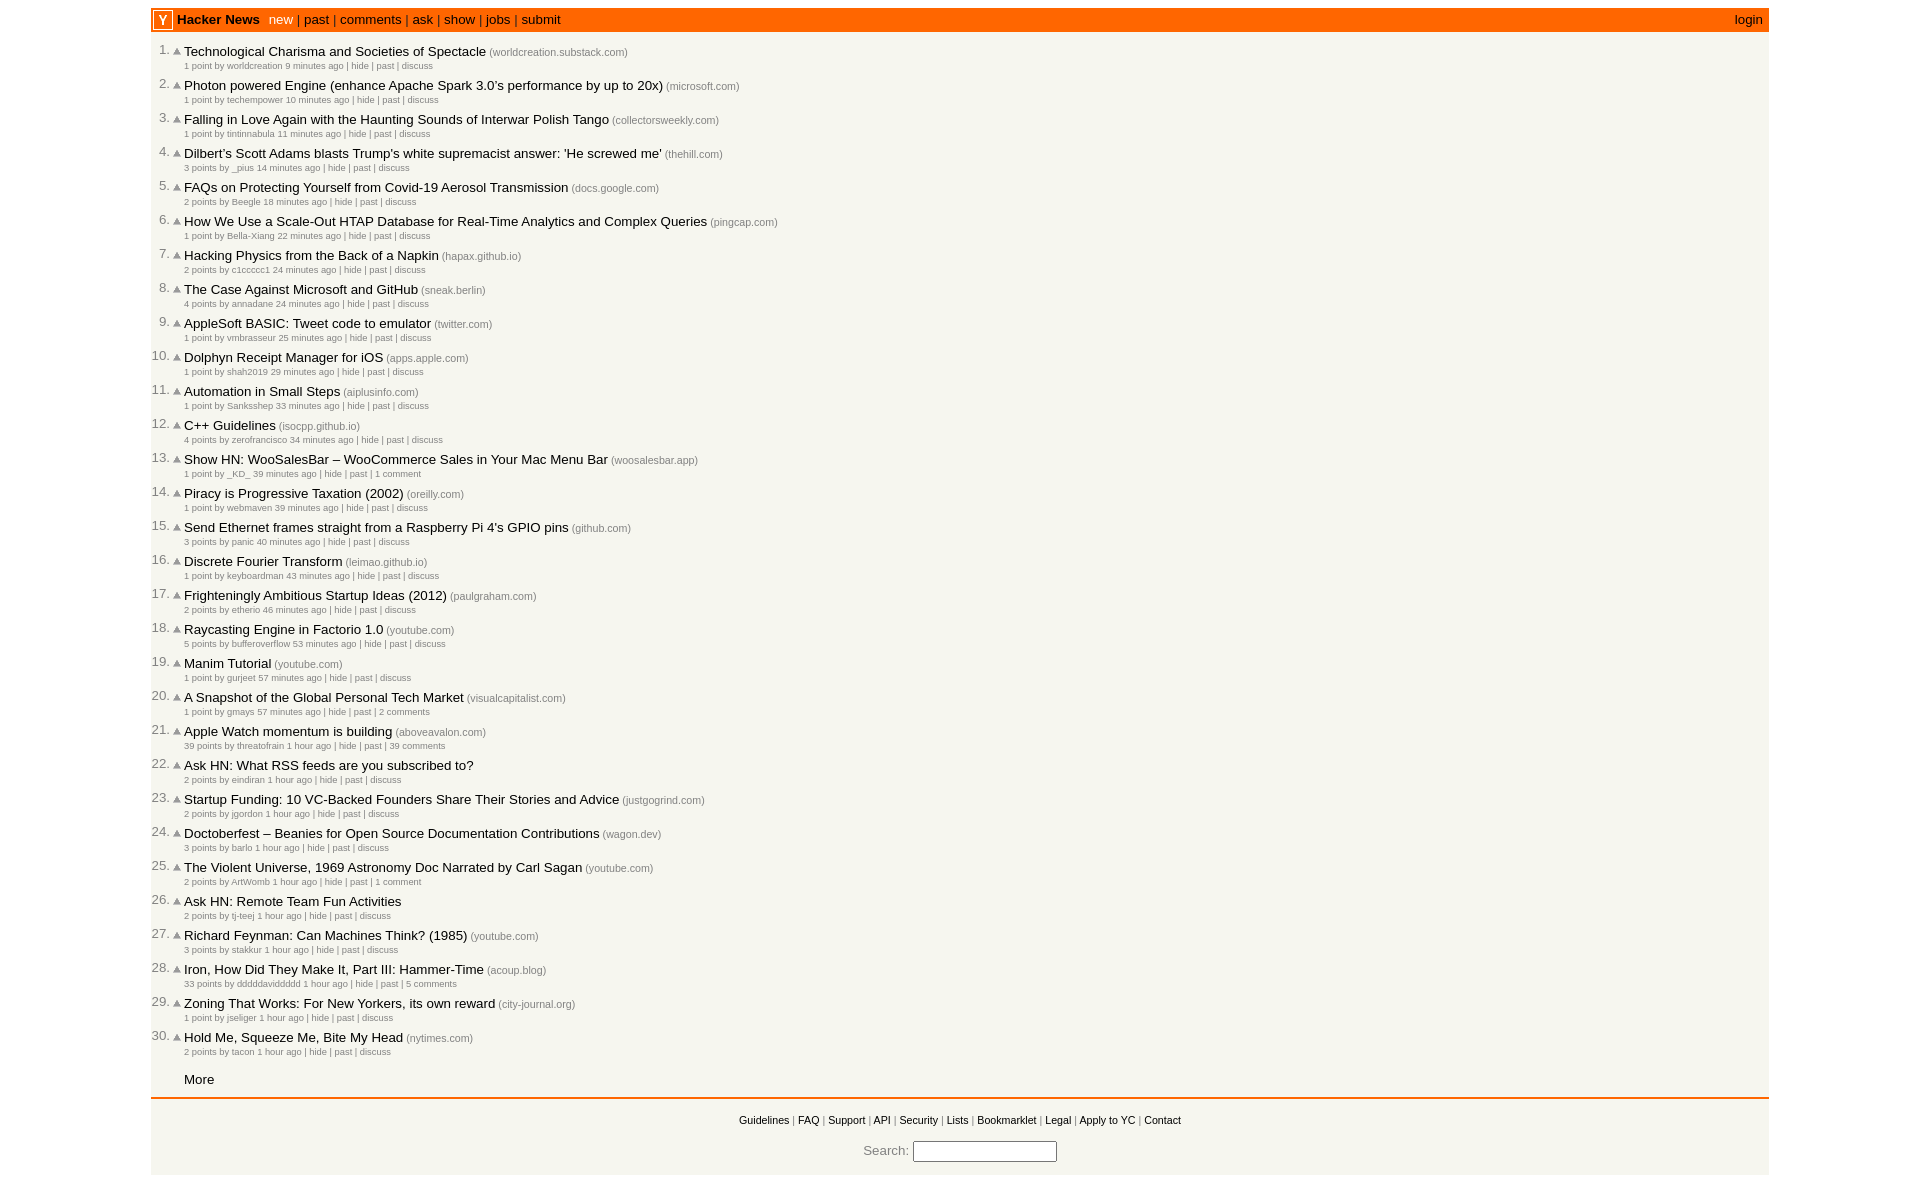 Y Hacker News new | past | comments | ask | show | jobs | submit login
1. Technological Charisma and Societies of Spectacle (worldcreation.substack.com)
1 point by worldcreation 9 minutes ago | hide | past | discuss
2. Photon powered Engine (enhance Apache Spark 3.0’s performance by up to 20x) (microsoft.com)
1 point by techempower 10 minutes ago | hide | past | discuss
3. Falling in Love Again with the Haunting Sounds of Interwar Polish Tango (collectorsweekly.com)
1 point by tintinnabula 11 minutes ago | hide | past | discuss
4. Dilbert’s Scott Adams blasts Trump's white supremacist answer: 'He screwed me' (thehill.com)
3 points by _pius 14 minutes ago | hide | past | discuss
5. FAQs on Protecting Yourself from Covid-19 Aerosol Transmission (docs.google.com)
2 points by Beegle 18 minutes ago | hide | past | discuss
6. How We Use a Scale-Out HTAP Database for Real-Time Analytics and Complex Queries (pingcap.com)
1 point by Bella-Xiang 22 minutes ago | hide | past | discuss
7. Hacking Physics from the Back of a Napkin (hapax.github.io)
2 points by c1ccccc1 24 minutes ago | hide | past | discuss
8. The Case Against Microsoft and GitHub (sneak.berlin)
4 points by annadane 24 minutes ago | hide | past | discuss
9. AppleSoft BASIC: Tweet code to emulator (twitter.com)
1 point by vmbrasseur 25 minutes ago | hide | past | discuss
10. Dolphyn Receipt Manager for iOS (apps.apple.com)
1 point by shah2019 29 minutes ago | hide | past | discuss
11. Automation in Small Steps (aiplusinfo.com)
1 point by Sanksshep 33 minutes ago | hide | past | discuss
12. C++ Guidelines (isocpp.github.io)
4 points by zerofrancisco 34 minutes ago | hide | past | discuss
13. Show HN: WooSalesBar – WooCommerce Sales in Your Mac Menu Bar (woosalesbar.app)
1 point by _KD_ 39 minutes ago | hide | past | 1 comment
14. Piracy is Progressive Taxation (2002) (oreilly.com)
1 point by webmaven 39 minutes ago | hide | past | discuss
15. Send Ethernet frames straight from a Raspberry Pi 4's GPIO pins (github.com)
3 points by panic 40 minutes ago | hide | past | discuss
16. Discrete Fourier Transform (leimao.github.io)
1 point by keyboardman 43 minutes ago | hide | past | discuss
17. Frighteningly Ambitious Startup Ideas (2012) (paulgraham.com)
2 points by etherio 46 minutes ago | hide | past | discuss
18. Raycasting Engine in Factorio 1.0 (youtube.com)
5 points by bufferoverflow 53 minutes ago | hide | past | discuss
19. Manim Tutorial (youtube.com)
1 point by gurjeet 57 minutes ago | hide | past | discuss
20. A Snapshot of the Global Personal Tech Market (visualcapitalist.com)
1 point by gmays 57 minutes ago | hide | past | 2 comments
21. Apple Watch momentum is building (aboveavalon.com)
39 points by threatofrain 1 hour ago | hide | past | 39 comments
22. Ask HN: What RSS feeds are you subscribed to?
2 points by eindiran 1 hour ago | hide | past | discuss
23. Startup Funding: 10 VC-Backed Founders Share Their Stories and Advice (justgogrind.com)
2 points by jgordon 1 hour ago | hide | past | discuss
24. Doctoberfest – Beanies for Open Source Documentation Contributions (wagon.dev)
3 points by barlo 1 hour ago | hide | past | discuss
25. The Violent Universe, 1969 Astronomy Doc Narrated by Carl Sagan (youtube.com)
2 points by ArtWomb 1 hour ago | hide | past | 1 comment
26. Ask HN: Remote Team Fun Activities
2 points by tj-teej 1 hour ago | hide | past | discuss
27. Richard Feynman: Can Machines Think? (1985) (youtube.com)
3 points by stakkur 1 hour ago | hide | past | discuss
28. Iron, How Did They Make It, Part III: Hammer-Time (acoup.blog)
33 points by dddddaviddddd 1 hour ago | hide | past | 5 comments
29. Zoning That Works: For New Yorkers, its own reward (city-journal.org)
1 point by jseliger 1 hour ago | hide | past | discuss
30. Hold Me, Squeeze Me, Bite My Head (nytimes.com)
2 points by tacon 1 hour ago | hide | past | discuss
More
Guidelines | FAQ | Support | API | Security | Lists | Bookmarklet | Legal | Apply to YC | Contact
Search: